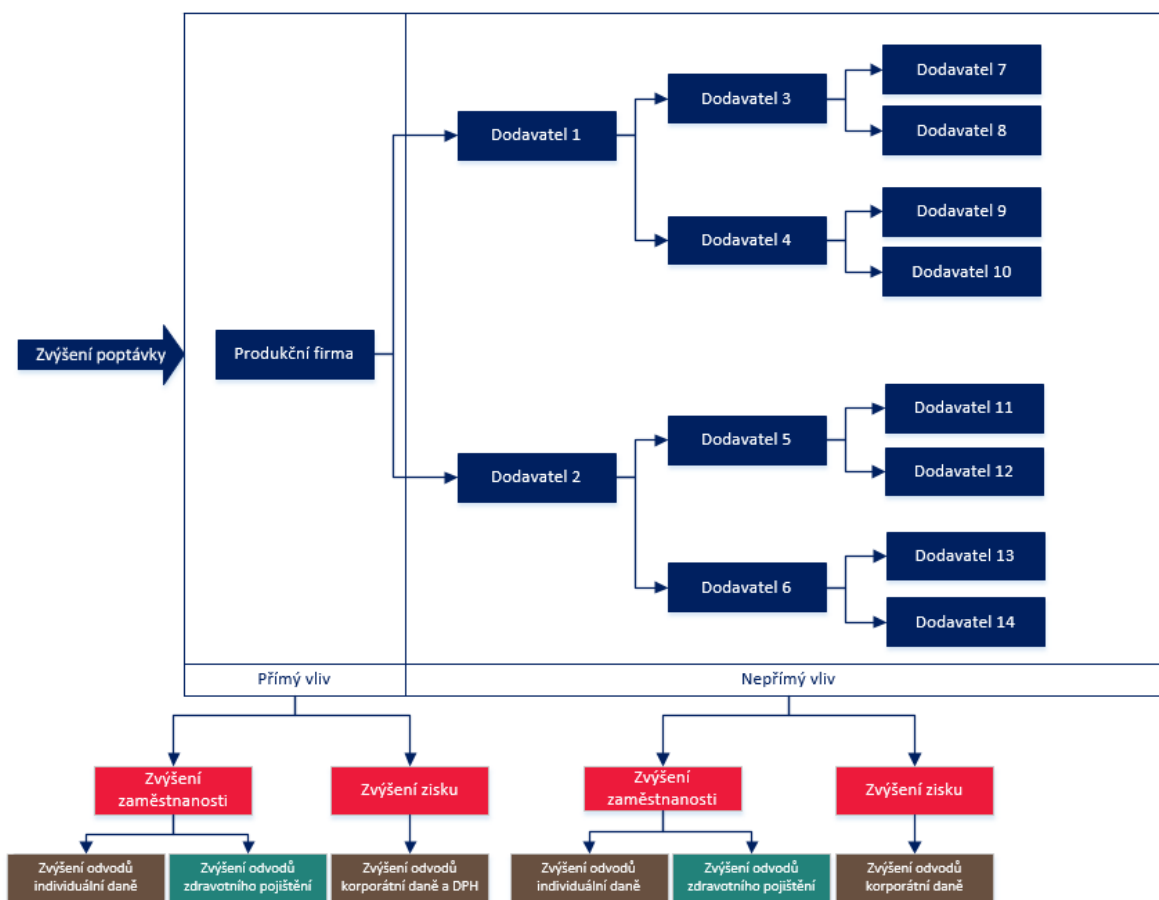 Zvýšení poptávky
Produkční firma
Dodavatel 1
Dodavatel 2
Dodavatel 3
Dodavatel 4
Dodavatel 5
Dodavatel 6
Dodavatel 7
Dodavatel 8
Dodavatel 9
Dodavatel 10
Dodavatel 11
Dodavatel 12
Dodavatel 13
Dodavatel 14
Přímý vliv
Nepřímý vliv
Zvýšení
zaměstnanosti
Zvýšení zisku
Zvýšení
zaměstnanosti
Zvýšení zisku
Zvýšení odvodů
individuální daně
Zvýšení odvodů
zdravotního pojištění
Zvýšení odvodů
korporátní daně a DPH
Zvýšení odvodů
individuální daně
Zvýšení odvodů
zdravotního pojištění
Zvýšení odvodů
korporátní daně